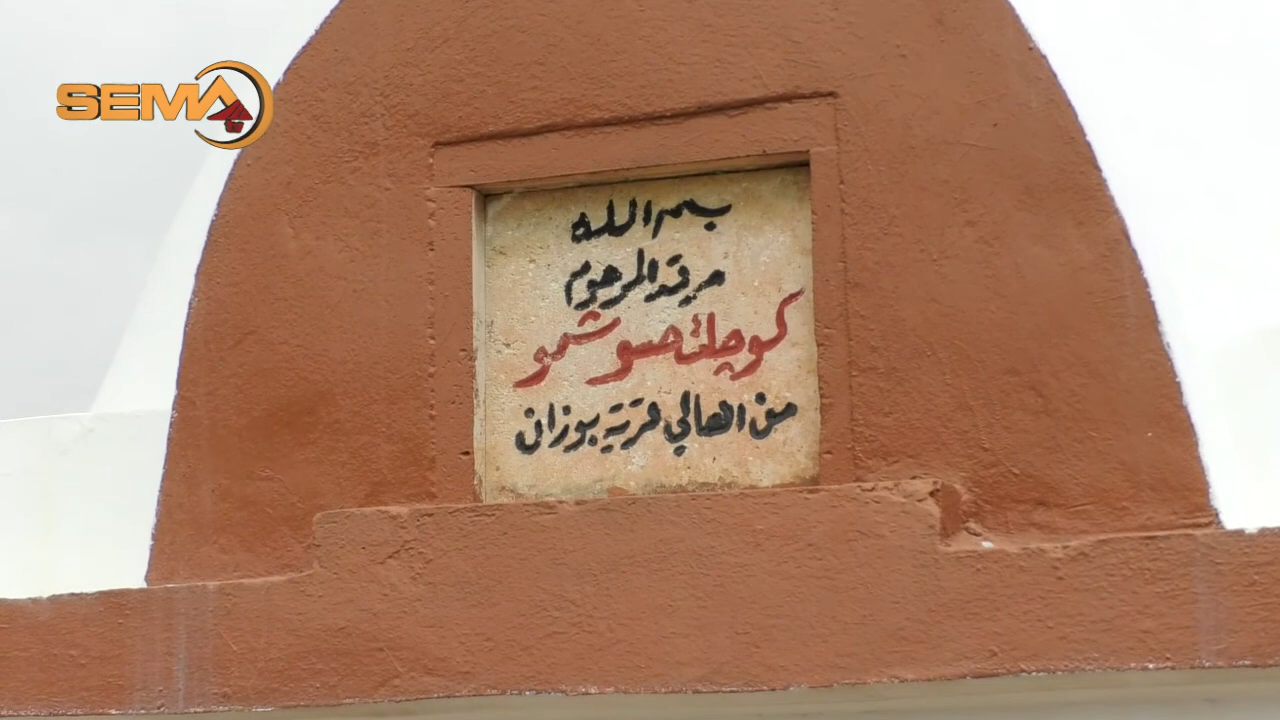 SEMA
بسم الله
مرقد المرحوم
كوجك حسو شمو
من اهالي قرية بوزان